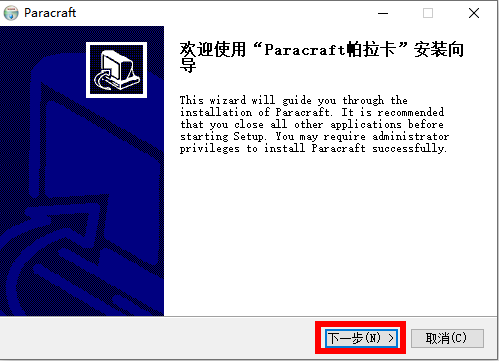 Paracraft
欢迎使用“Paracraft帕拉卡”安装向
导
This wizard will guide you through the
installation of Paracraft. It is recommended
that you close all other applications before
starting Setup. You may require administrator
privileges to install Paracraft successfully.
下一步(N) > 取消(C)